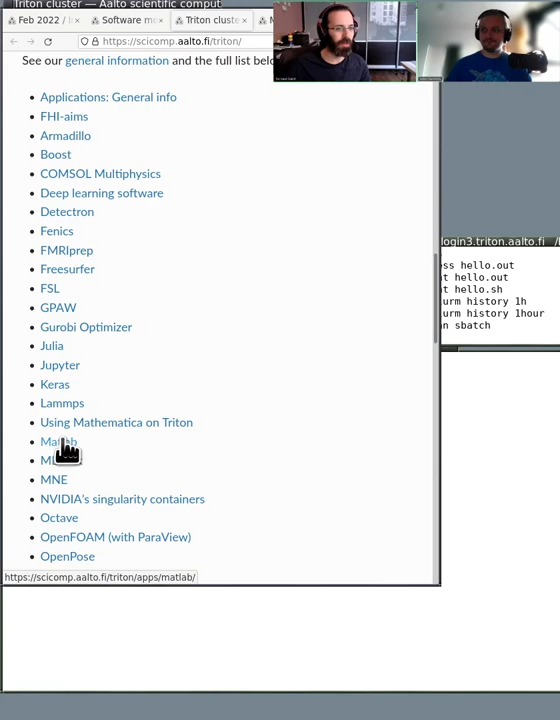 Triton cluster — Aalto scientific comput
Feb 2022 /
Software mo
Triton cluste
https://scicomp.aalto.fi/triton/
See our general information and the full list belo
Applications: General info
FHI-aims
Armadillo
Boost
COMSOL Multiphysics
Deep learning software
Detectron
Fenics
FMRIprep
Freesurfer
FSL
GPAW
Gurobi Optimizer
Julia
Jupyter
Keras
Lammps
Using Mathematica on Triton
Matlab
MNE
NVIDIA's singularity containers
Octave
OpenFOAM (with ParaView)
OpenPose
https://scicomp.aalto.fi/triton/apps/matlab/
login3.triton.aalto.fi
ss hello.out
t hello.out
t hello.sh
urm history 1h
urm history 1hour
n sbatch